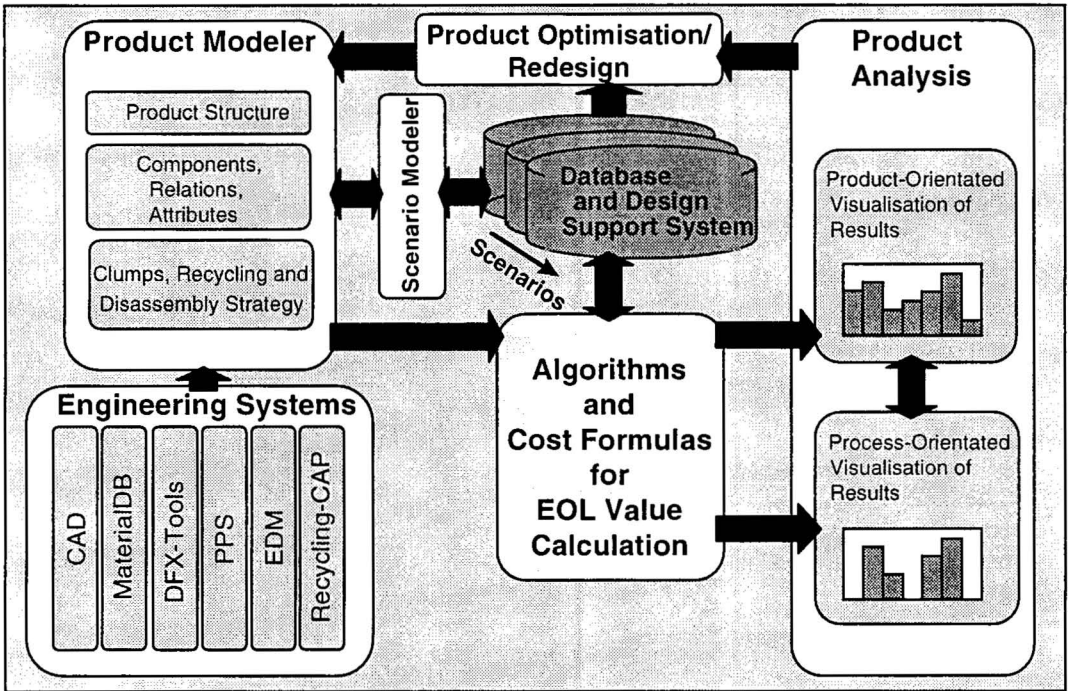 Product Modeler
Product Structure
Components,
Relations,
Attributes
Clumps, Recycling and
Disassembly Strategy
Engineering Systems
CAD
MaterialDB
DFX-Tools
PPS
EDM
Recycling-CAP
Scenario Modeler
Product Optimisation/
Redesign
Database
and Design
Support System
Scenarios
Algorithms
and
Cost Formulas
for
EOL Value
Calculation
Product
Analysis
Product-Orientated
Visualisation of
Results
Process-Orientated
Visualisation of
Results